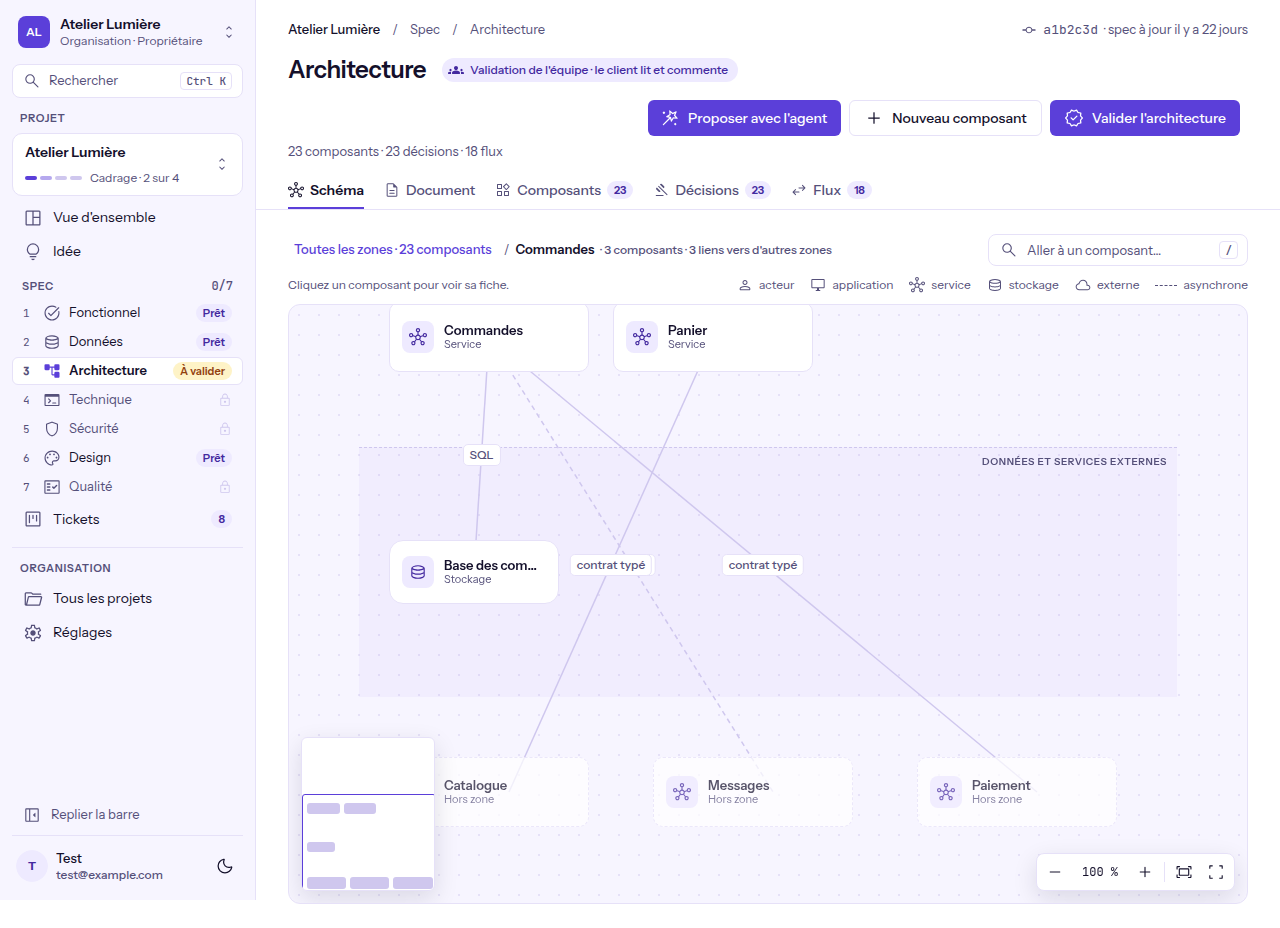 AL
Atelier Lumière
Organisation · Propriétaire
Rechercher
Ctrl K
PROJET
Atelier Lumière
Cadrage · 2 sur 4
Vue d'ensemble
Idée
SPEC 0/7
1 Fonctionnel Prêt
2 Données Prêt
3 Architecture À valider
4 Technique
5 Sécurité
6 Design Prêt
7 Qualité
Tickets 8
ORGANISATION
Tous les projets
Réglages
Replier la barre
T
Test
test@example.com
Atelier Lumière / Spec / Architecture
a1b2c3d · spec à jour il y a 22 jours
Architecture
Validation de l'équipe · le client lit et commente
Proposer avec l'agent
Nouveau composant
Valider l'architecture
23 composants · 23 décisions · 18 flux
Schéma
Document
Composants 23
Décisions 23
Flux 18
Toutes les zones · 23 composants / Commandes · 3 composants · 3 liens vers d'autres zones
Aller à un composant… /
Cliquez un composant pour voir sa fiche.
acteur application service stockage externe asynchrone
Commandes
Service
Panier
Service
SQL
DONNÉES ET SERVICES EXTERNES
Base des com…
Stockage
contrat typé
contrat typé
Catalogue
Hors zone
Messages
Hors zone
Paiement
Hors zone
100 %